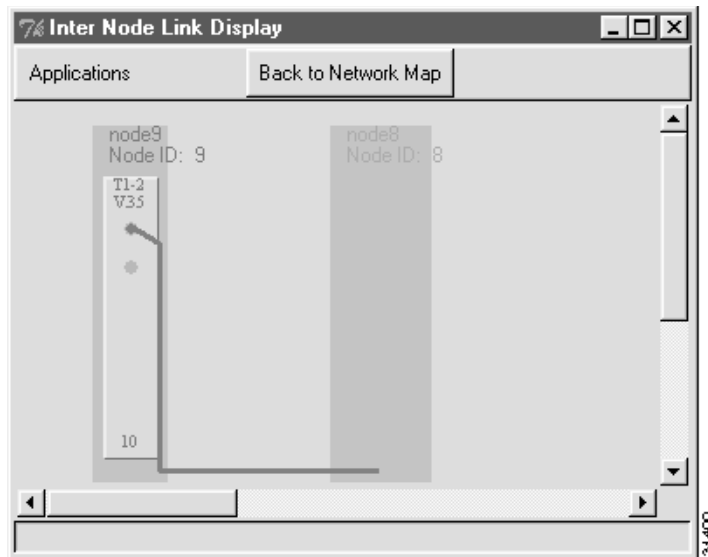 Inter Node Link Display
Applications
Back to Network Map
node9
Node ID: 9
node8
Node ID: 8
T1-2
V35
10